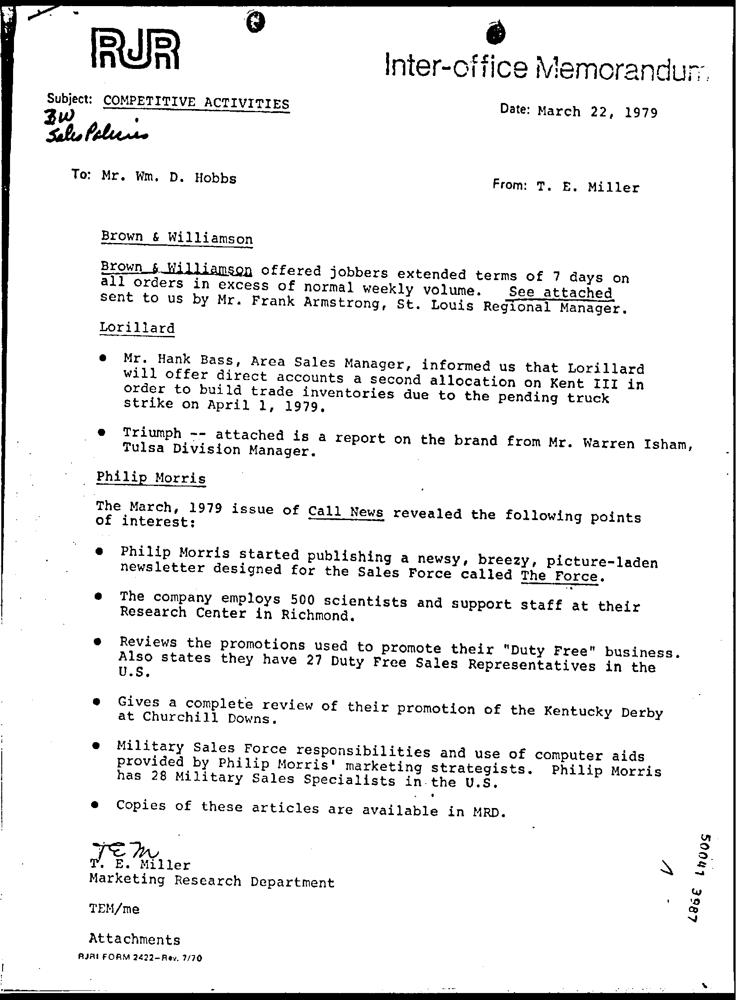 RJR
Inter-office Memorandum
Subject: COMPETITIVE ACTIVITIES
Date: March 22, 1979
BW
Sales Policies
To: Mr. Wm. D. Hobbs
From: T. E. Miller
Brown & Williamson
Brown & Williamson offered jobbers extended terms of 7 days on
all orders in excess of normal weekly volume. See attached
sent to us by Mr. Frank Armstrong, St. Louis Regional Manager.
Lorillard
● Mr. Hank Bass, Area Sales Manager, informed us that Lorillard
will offer direct accounts a second allocation on Kent III in
order to build trade inventories due to the pending truck
strike on April 1, 1979.
● Triumph -- attached is a report on the brand from Mr. Warren Isham,
Tulsa Division Manager.
Philip Morris
The March, 1979 issue of Call News revealed the following points
of interest:
● Philip Morris started publishing a newsy, breezy, picture-laden
newsletter designed for the Sales Force called The Force.
● The company employs 500 scientists and support staff at their
Research Center in Richmond.
● Reviews the promotions used to promote their "Duty Free" business.
Also states they have 27 Duty Free Sales Representatives in the
U.S.
● Gives a complete review of their promotion of the Kentucky Derby
at Churchill Downs.
● Military Sales Force responsibilities and use of computer aids
provided by Philip Morris' marketing strategists. Philip Morris
has 28 Military Sales Specialists in the U.S.
● Copies of these articles are available in MRD.
TEM
T. E. Miller
Marketing Research Department
TEM/me
Attachments
RJRI FORM 2422-Rev. 7/70
50041 3987